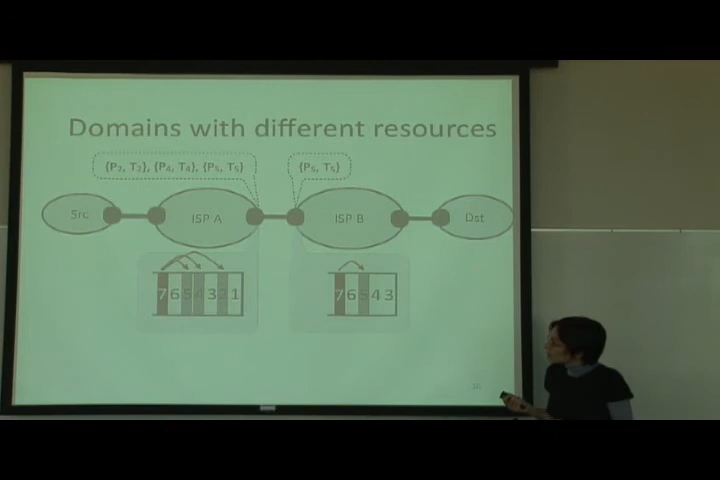 Domains with different resources
{P₂, T₂}, {P₄, T₄}, {P₅, T₅}
{P₅, T₅}
Src
ISP A
ISP B
Dst
7 6 5 4 3 2 1
7 6 5 4 3